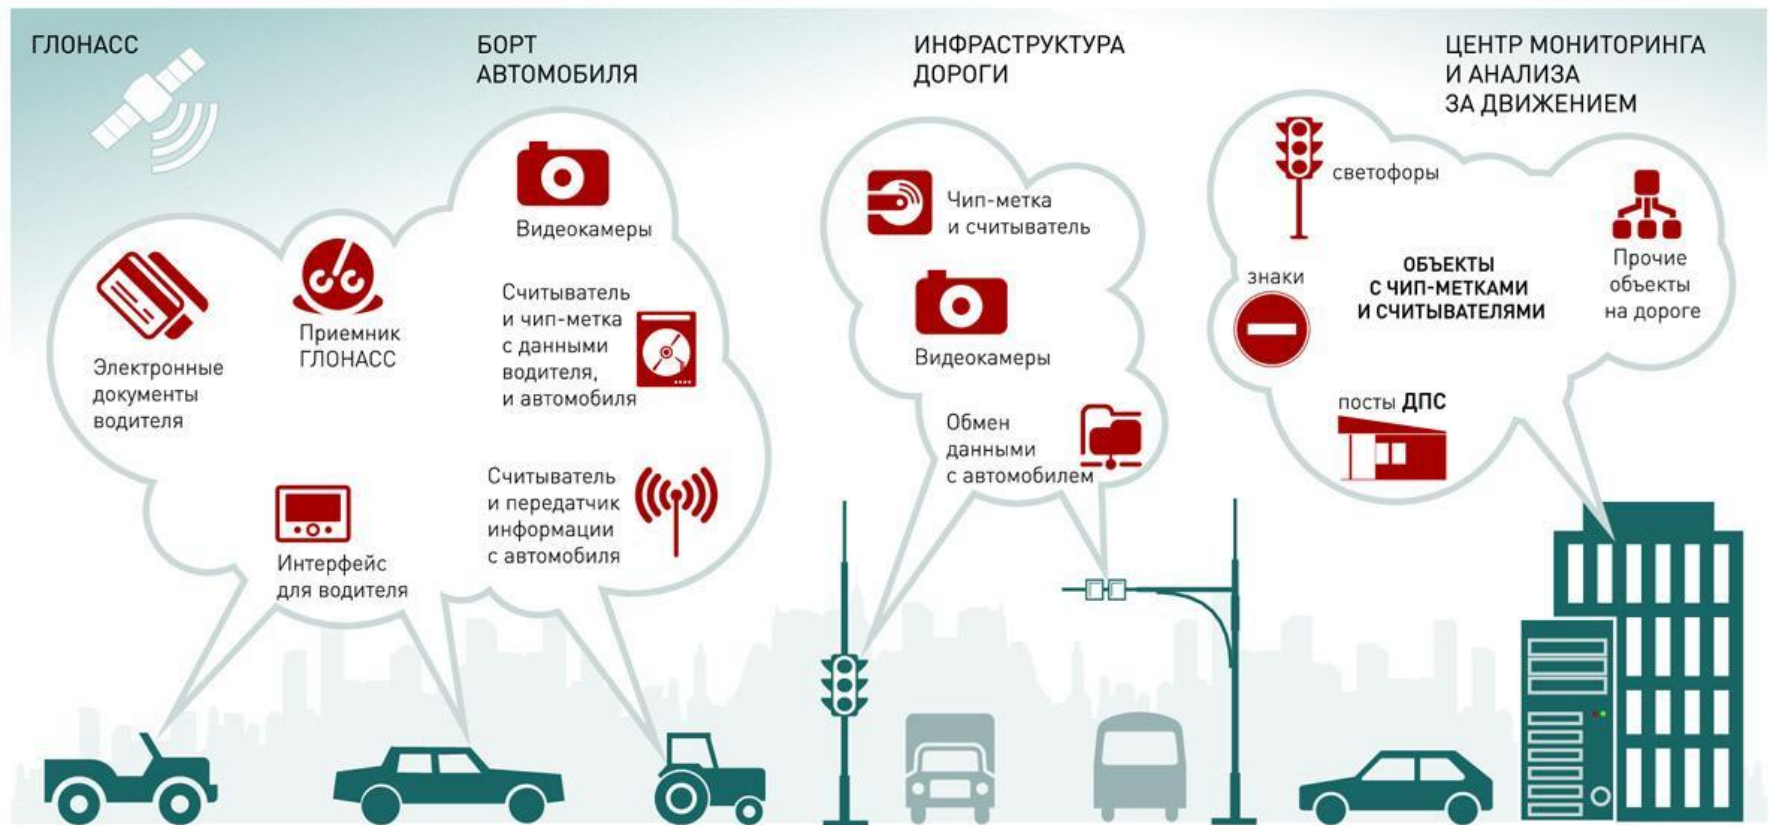 ГЛОНАСС
БОРТ
АВТОМОБИЛЯ
ИНФРАСТРУКТУРА
ДОРОГИ
ЦЕНТР МОНИТОРИНГА
И АНАЛИЗА
ЗА ДВИЖЕНИЕМ
Электронные
документы
водителя
Приемник
ГЛОНАСС
Видеокамеры
Считыватель
и чип-метка
с данными
водителя,
и автомобиля
Считыватель
и передатчик
информации
с автомобиля
Интерфейс
для водителя
Чип-метка
и считыватель
Видеокамеры
Обмен
данными
с автомобилем
светофоры
знаки
ОБЪЕКТЫ
С ЧИП-МЕТКАМИ
И СЧИТЫВАТЕЛЯМИ
Прочие
объекты
на дороге
посты ДПС